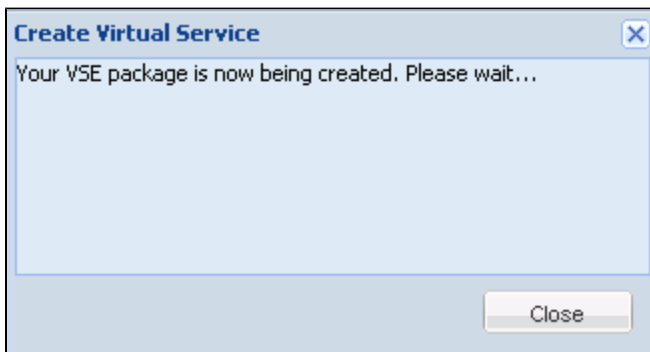 Create Virtual Service
Your VSE package is now being created. Please wait...
Close